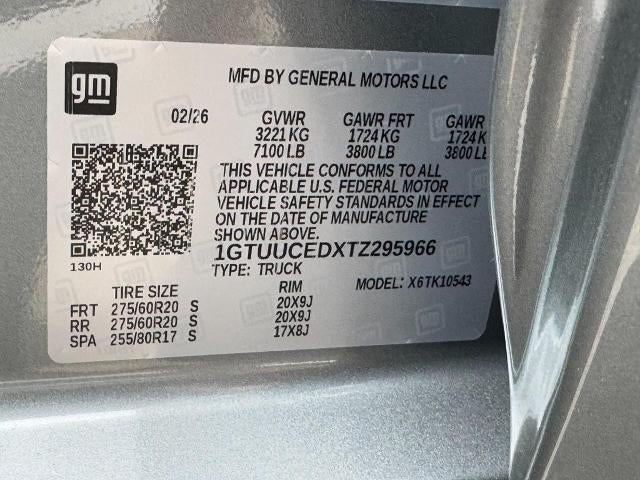 gm
MFD BY GENERAL MOTORS LLC
02/26 GVWR GAWR FRT GAWR
3221 KG 1724 KG 1724 K
7100 LB 3800 LB 3800 LB
THIS VEHICLE CONFORMS TO ALL
APPLICABLE U.S. FEDERAL MOTOR
VEHICLE SAFETY STANDARDS IN EFFECT
ON THE DATE OF MANUFACTURE
SHOWN ABOVE.
1GTUUCEDXTZ295966
130H
TYPE: TRUCK
MODEL: X6TK10543
TIRE SIZE RIM
FRT 275/60R20 S 20X9J
RR 275/60R20 S 20X9J
SPA 255/80R17 S 17X8J